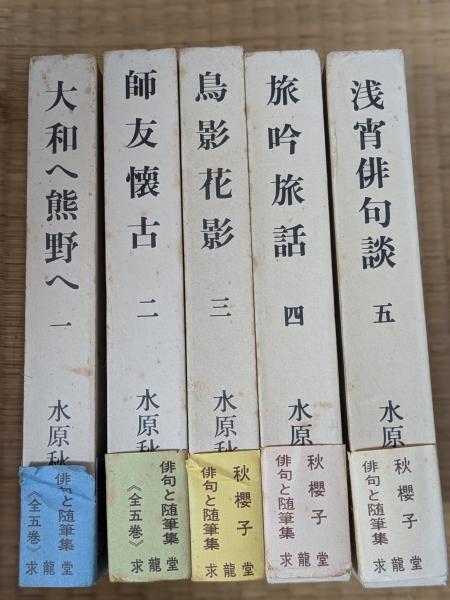 大和へ熊野へ 一
水原秋
俳句と随筆集
《全五巻》
求龍堂
師友懐古 二
水原秋
俳句と随筆集
《全五巻》
求龍堂
鳥影花影 三
水原
秋櫻子
俳句と随筆集
求龍堂
旅吟旅話 四
水原
秋櫻子
俳句と随筆集
求龍堂
浅宵俳句談 五
水原
秋櫻子
俳句と随筆集
求龍堂